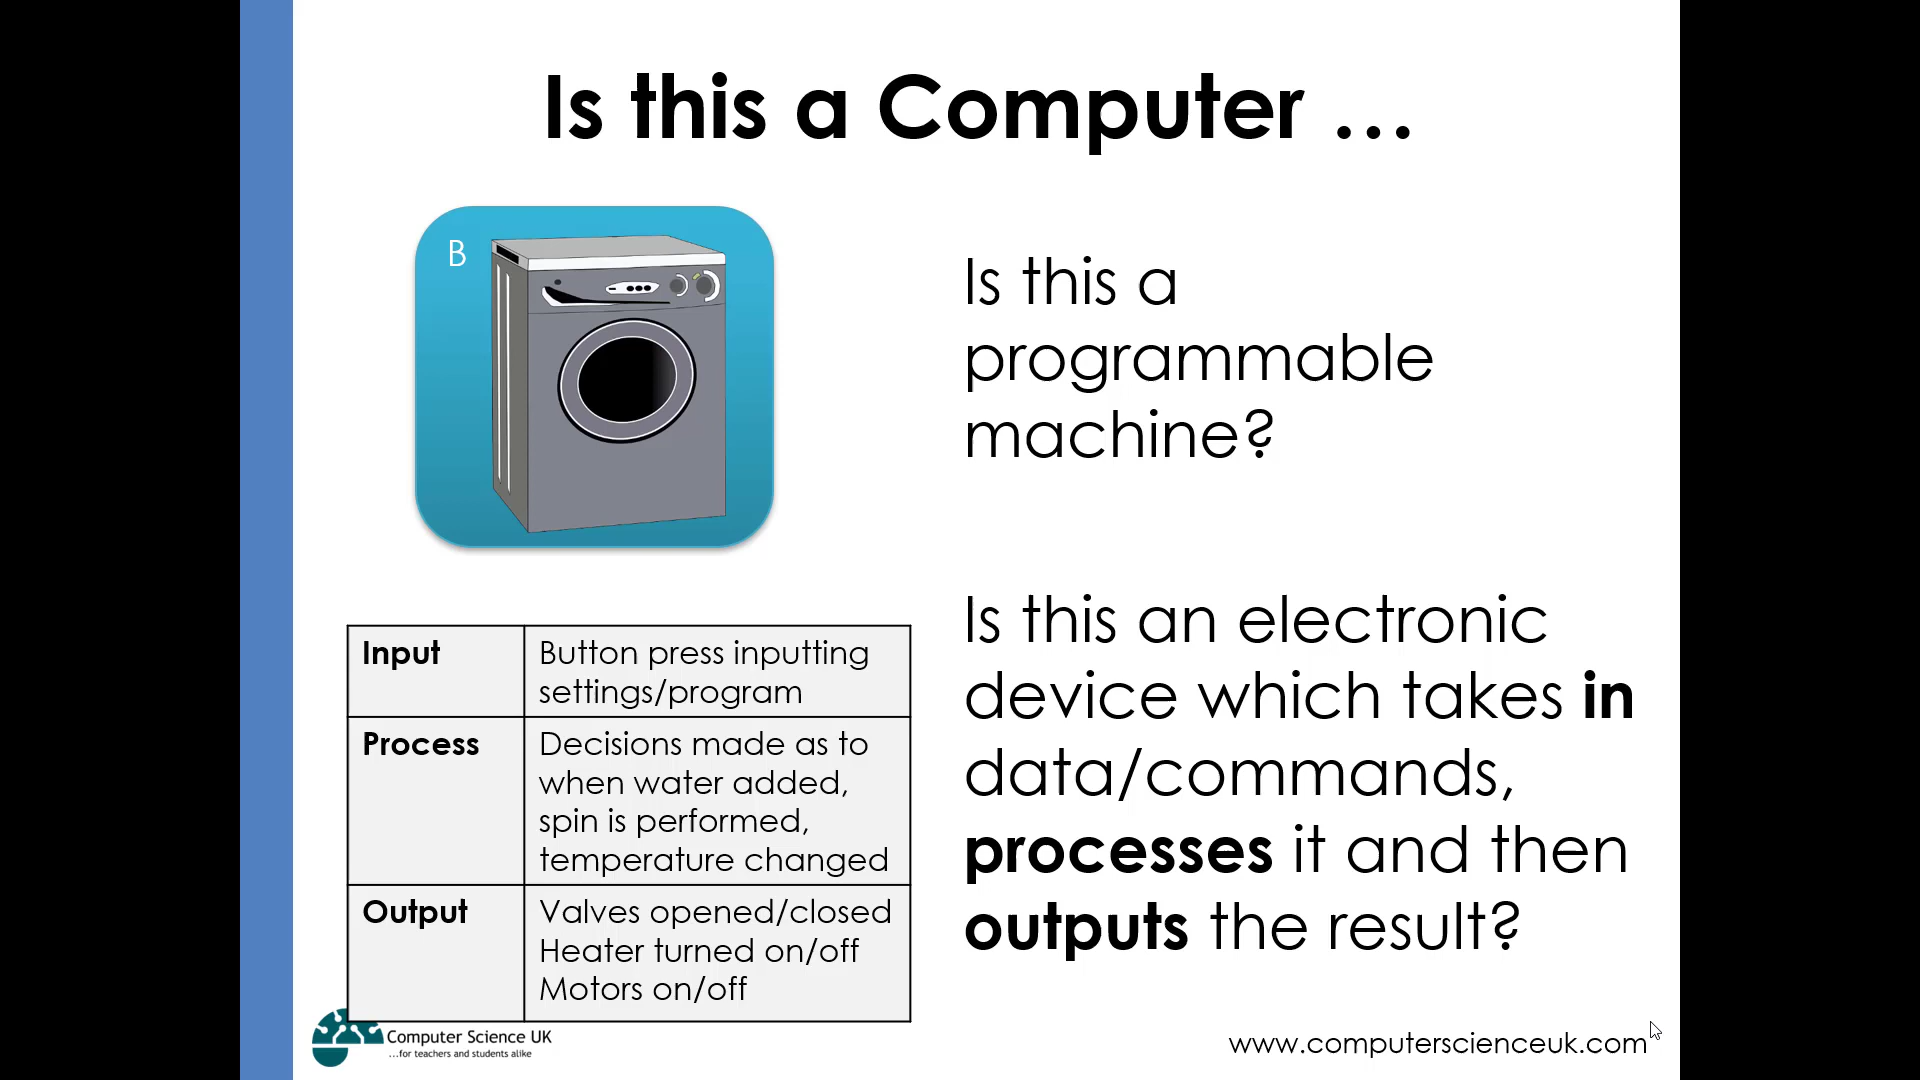 Is this a Computer ...
B
Is this a
programmable
machine?
Is this an electronic
device which takes in
data/commands,
processes it and then
outputs the result?
Input
Button press inputting
settings/program
Process
Decisions made as to
when water added,
spin is performed,
temperature changed
Output
Valves opened/closed
Heater turned on/off
Motors on/off
Computer Science UK
...for teachers and students alike
www.computerscienceuk.com